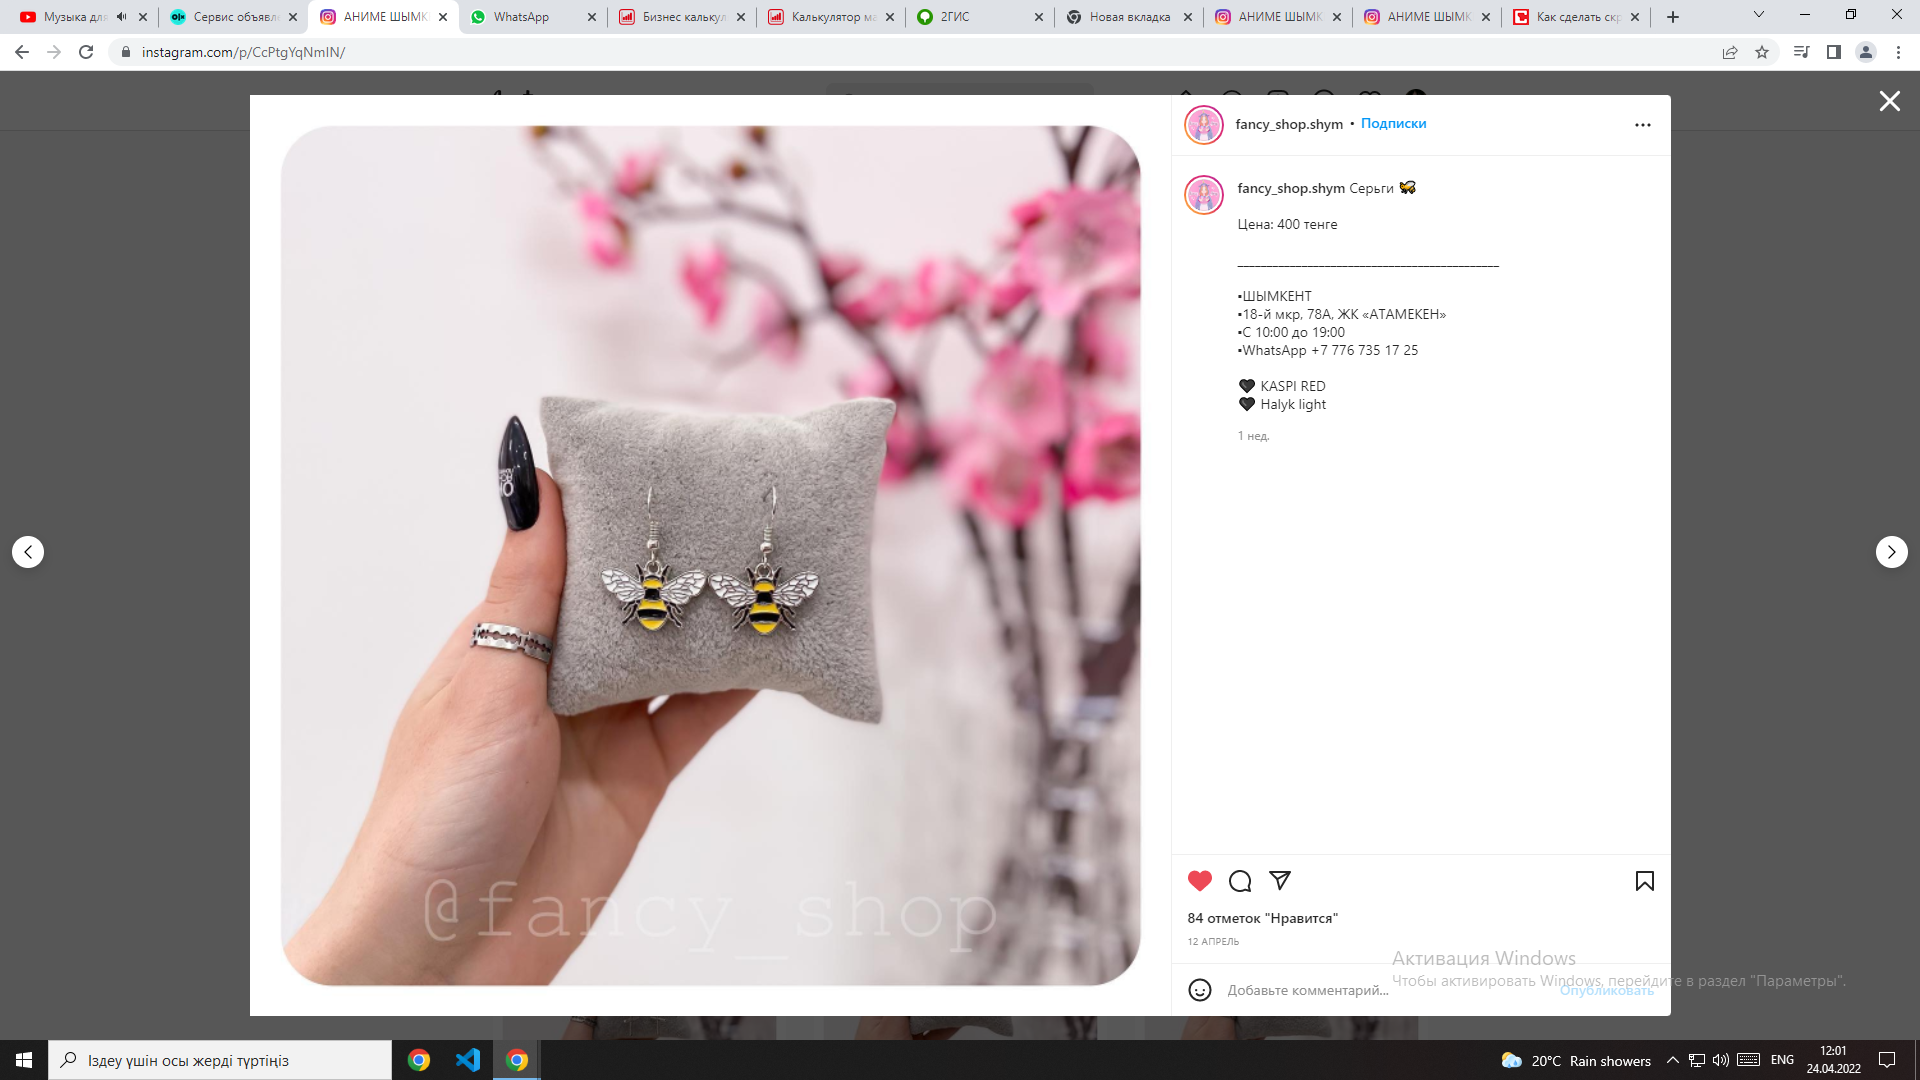 Музыка для
Сервис объявле
АНИМЕ ШЫМК
WhatsApp
Бизнес калькул
Калькулятор ма
2ГИС
Новая вкладка
АНИМЕ ШЫМК
АНИМЕ ШЫМК
Как сделать скр
instagram.com/p/CcPtgYqNmIN/
fancy_shop.shym • Подписки
fancy_shop.shym Серьги
Цена: 400 тенге
▪ШЫМКЕНТ
▪18-й мкр, 78А, ЖК «АТАМЕКЕН»
▪С 10:00 до 19:00
▪WhatsApp +7 776 735 17 25
🖤 KASPI RED
🖤 Halyk light
1 нед.
@fancy_shop
84 отметок "Нравится"
12 АПРЕЛЬ
Активация Windows
Чтобы активировать Windows, перейдите в раздел "Параметры".
Добавьте комментарий...
Опубликовать
Іздеу үшін осы жерді түртіңіз
20°C Rain showers
ENG
12:01
24.04.2022